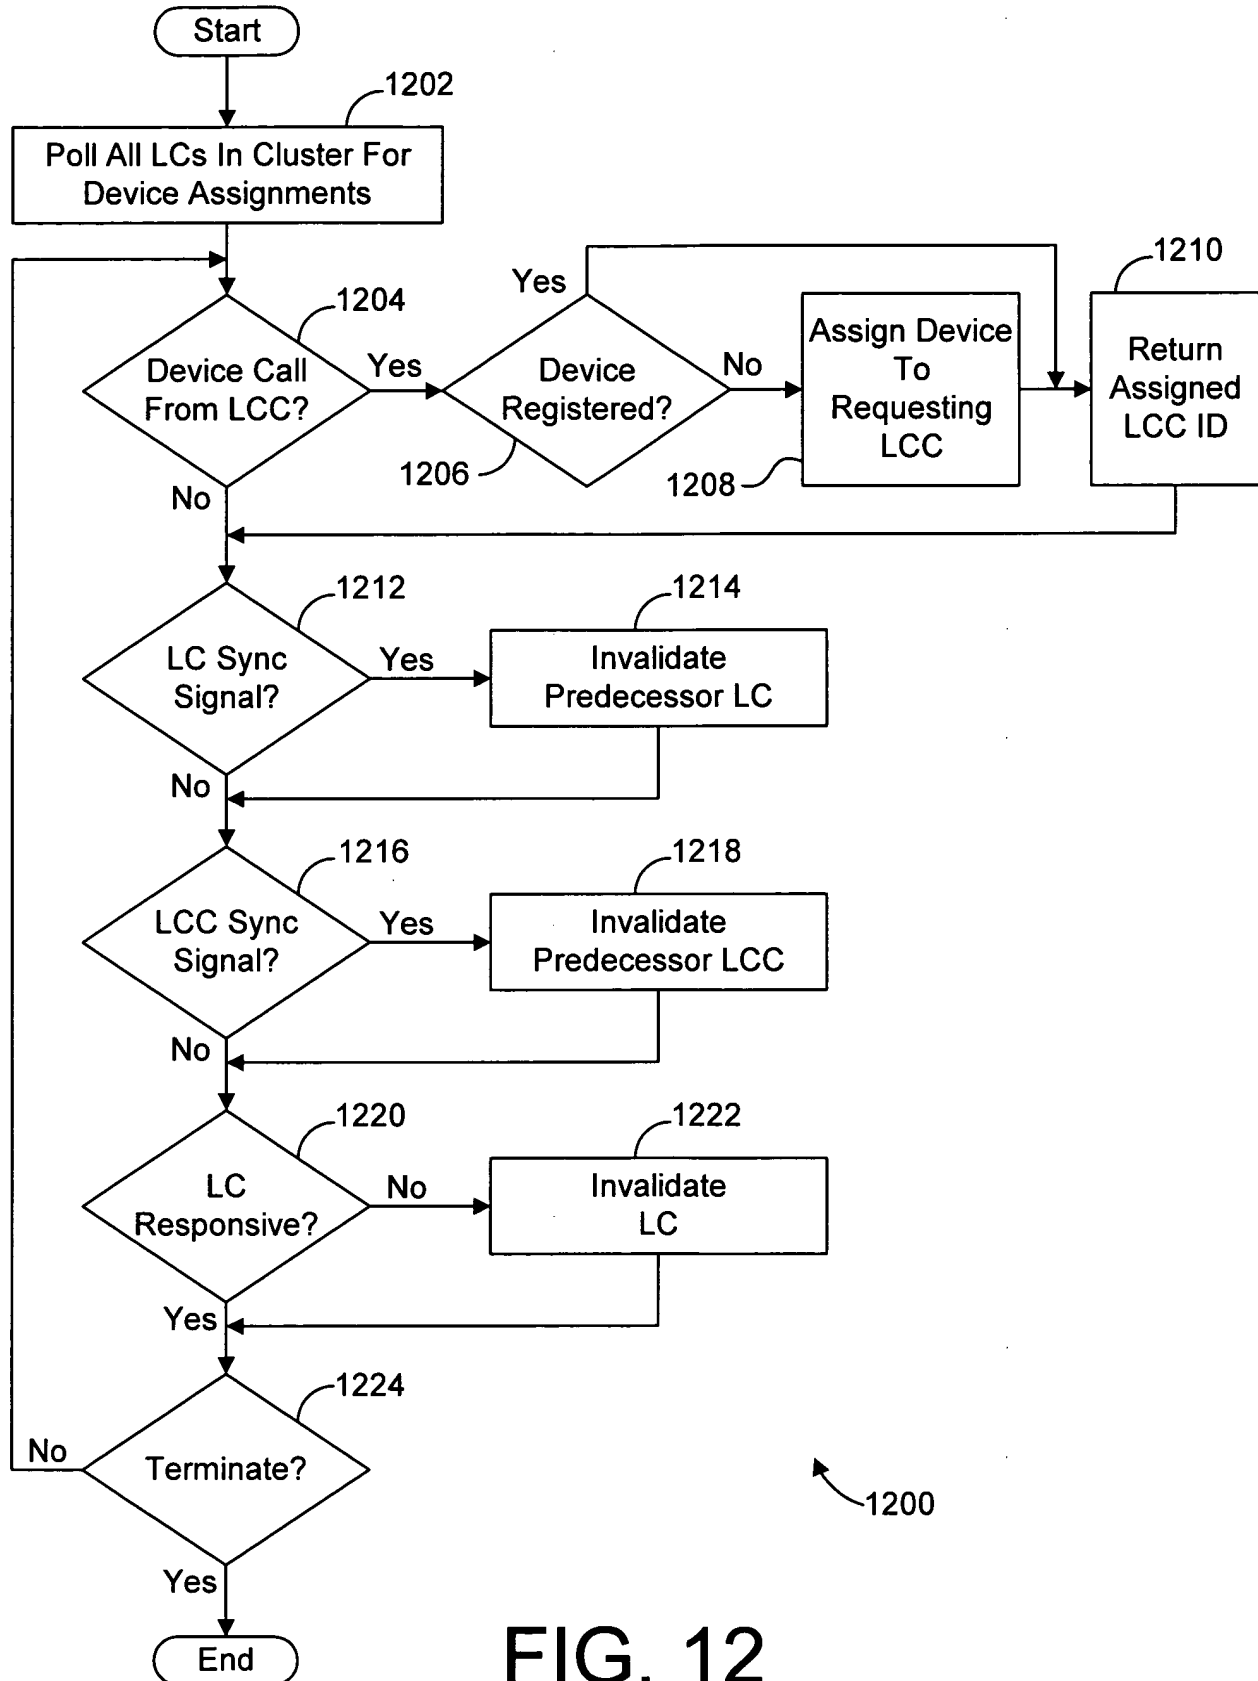 Start
1202
Poll All LCs In Cluster For
Device Assignments
1204
Device Call
From LCC?
Yes
No
Yes
Device
Registered?
1206
No
Assign Device
To
Requesting
LCC
1208
1210
Return
Assigned
LCC ID
1212
LC Sync
Signal?
Yes
No
1214
Invalidate
Predecessor LC
1216
LCC Sync
Signal?
Yes
No
1218
Invalidate
Predecessor LCC
1220
LC
Responsive?
No
Yes
1222
Invalidate
LC
1224
Terminate?
No
Yes
End
1200
FIG. 12